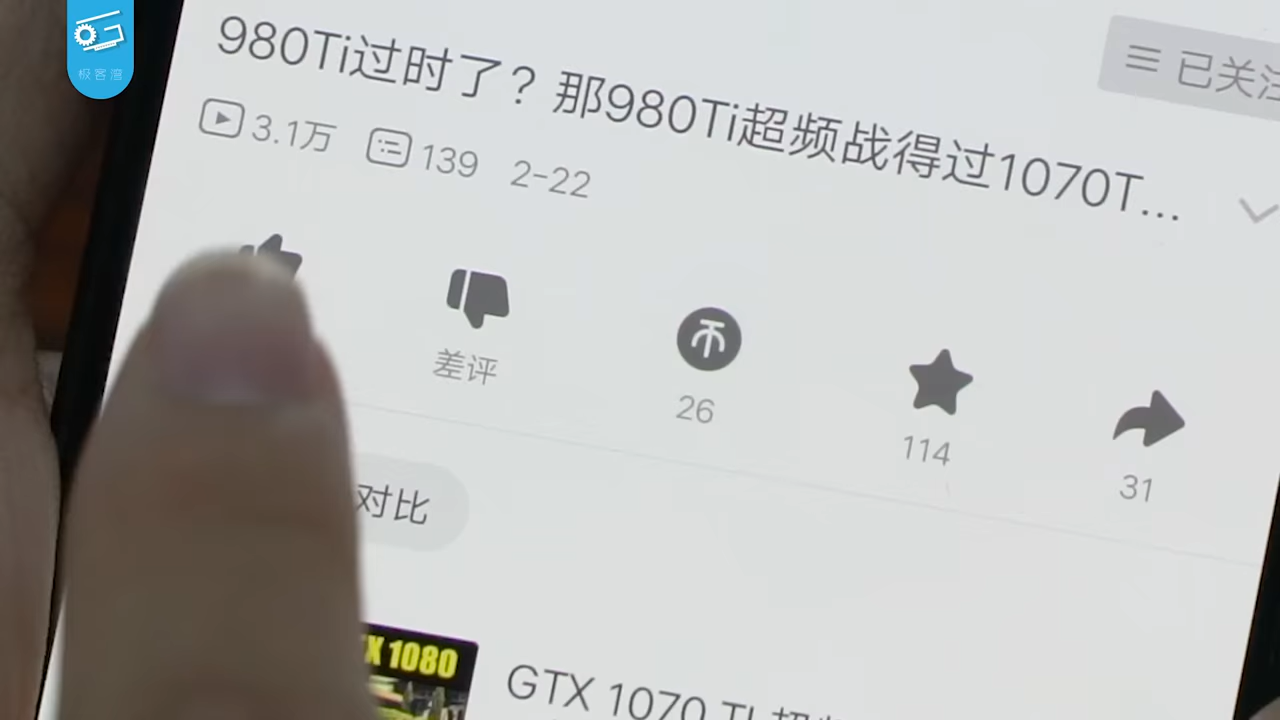 极客湾
980Ti过时了？那980Ti超频战得过1070T...
已关注
3.1万 139 2-22
差评
26
114
31
对比
X 1080
GTX 1070 TI 超频